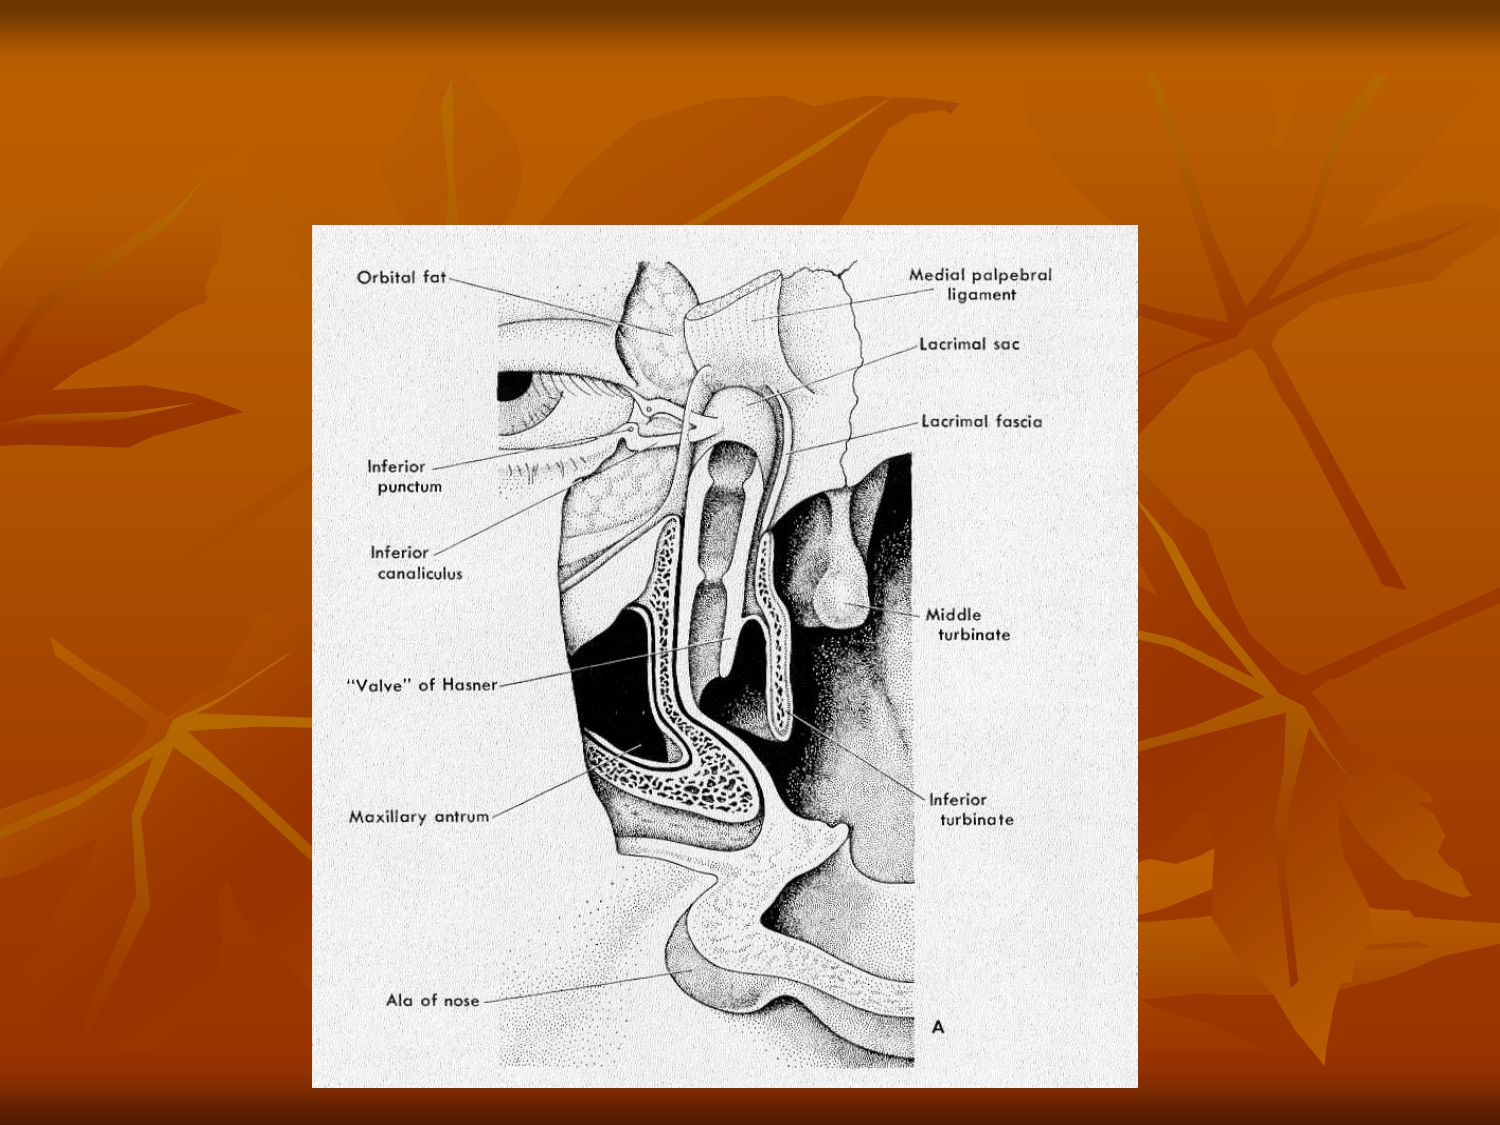 Orbital fat
Medial palpebral
ligament
Lacrimal sac
Lacrimal fascia
Inferior
punctum
Inferior
canaliculus
Middle
turbinate
"Valve" of Hasner
Maxillary antrum
Inferior
turbinate
Ala of nose
A